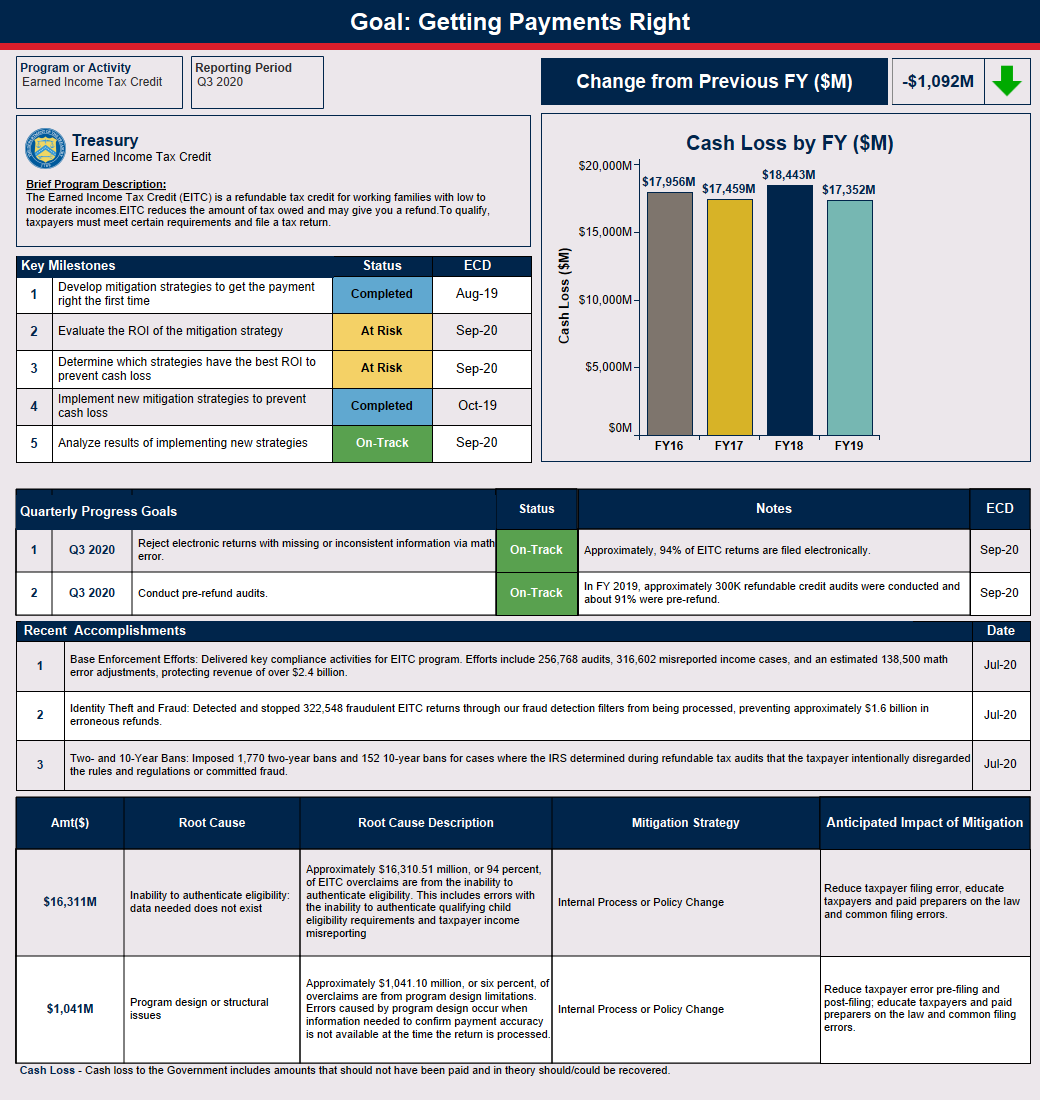 Goal: Getting Payments Right
Program or Activity
Earned Income Tax Credit
Reporting Period
Q3 2020
Change from Previous FY ($M)
-$1,092M
Treasury
Earned Income Tax Credit
Brief Program Description:
The Earned Income Tax Credit (EITC) is a refundable tax credit for working families with low to
moderate incomes.EITC reduces the amount of tax owed and may give you a refund.To qualify,
taxpayers must meet certain requirements and file a tax return.
Cash Loss by FY ($M)
Cash Loss ($M)
$20,000M
$15,000M
$10,000M
$5,000M
$0M
$17,956M
$17,459M
$18,443M
$17,352M
FY16
FY17
FY18
FY19
Key Milestones
Status
ECD
1
Develop mitigation strategies to get the payment
right the first time
Completed
Aug-19
2
Evaluate the ROI of the mitigation strategy
At Risk
Sep-20
3
Determine which strategies have the best ROI to
prevent cash loss
At Risk
Sep-20
4
Implement new mitigation strategies to prevent
cash loss
Completed
Oct-19
5
Analyze results of implementing new strategies
On-Track
Sep-20
Quarterly Progress Goals
Status
Notes
ECD
1
Q3 2020
Reject electronic returns with missing or inconsistent information via math
error.
On-Track
Approximately, 94% of EITC returns are filed electronically.
Sep-20
2
Q3 2020
Conduct pre-refund audits.
On-Track
In FY 2019, approximately 300K refundable credit audits were conducted and
about 91% were pre-refund.
Sep-20
Recent Accomplishments
Date
1
Base Enforcement Efforts: Delivered key compliance activities for EITC program. Efforts include 256,768 audits, 316,602 misreported income cases, and an estimated 138,500 math
error adjustments, protecting revenue of over $2.4 billion.
Jul-20
2
Identity Theft and Fraud: Detected and stopped 322,548 fraudulent EITC returns through our fraud detection filters from being processed, preventing approximately $1.6 billion in
erroneous refunds.
Jul-20
3
Two- and 10-Year Bans: Imposed 1,770 two-year bans and 152 10-year bans for cases where the IRS determined during refundable tax audits that the taxpayer intentionally disregarded
the rules and regulations or committed fraud.
Jul-20
Amt($)
Root Cause
Root Cause Description
Mitigation Strategy
Anticipated Impact of Mitigation
$16,311M
Inability to authenticate eligibility:
data needed does not exist
Approximately $16,310.51 million, or 94 percent,
of EITC overclaims are from the inability to
authenticate eligibility. This includes errors with
the inability to authenticate qualifying child
eligibility requirements and taxpayer income
misreporting
Internal Process or Policy Change
Reduce taxpayer filing error, educate
taxpayers and paid preparers on the law
and common filing errors.
$1,041M
Program design or structural
issues
Approximately $1,041.10 million, or six percent, of
overclaims are from program design limitations.
Errors caused by program design occur when
information needed to confirm payment accuracy
is not available at the time the return is processed.
Internal Process or Policy Change
Reduce taxpayer error pre-filing and
post-filing; educate taxpayers and paid
preparers on the law and common filing
errors.
Cash Loss - Cash loss to the Government includes amounts that should not have been paid and in theory should/could be recovered.